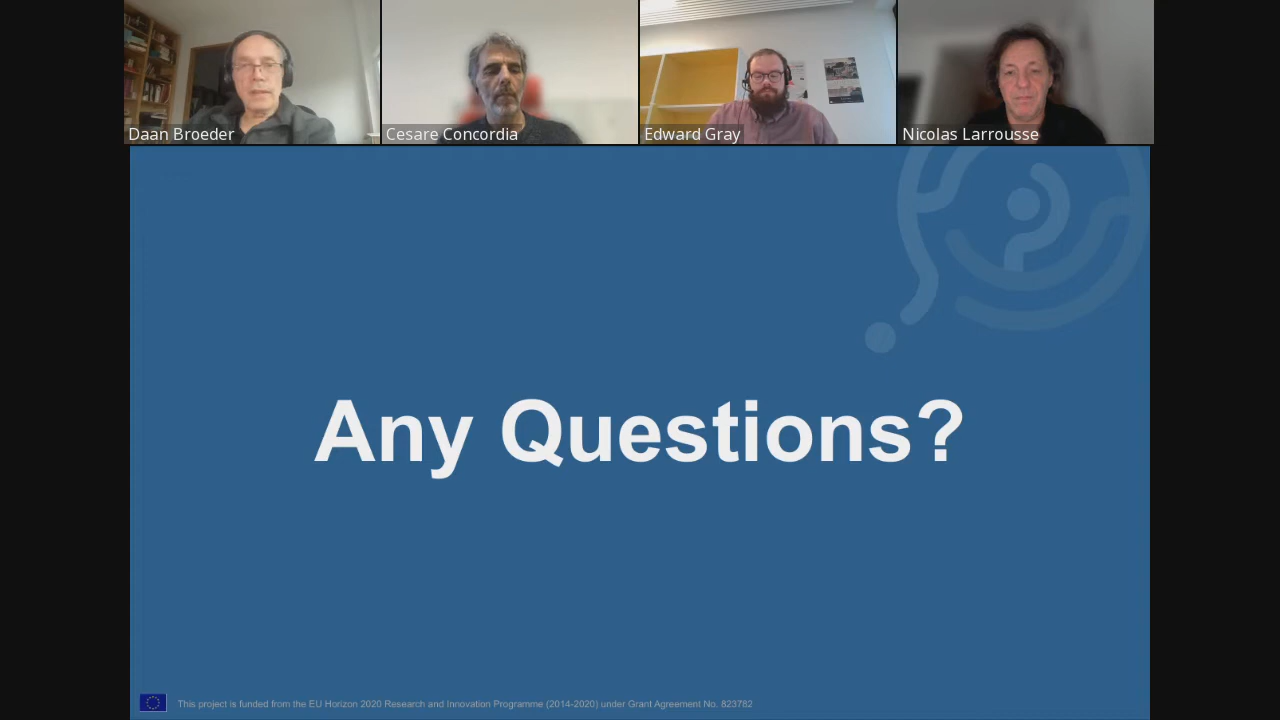 Daan Broeder
Cesare Concordia
Edward Gray
Nicolas Larrousse
Any Questions?
This project is funded from the EU Horizon 2020 Research and Innovation Programme (2014-2020) under Grant Agreement No. 823782